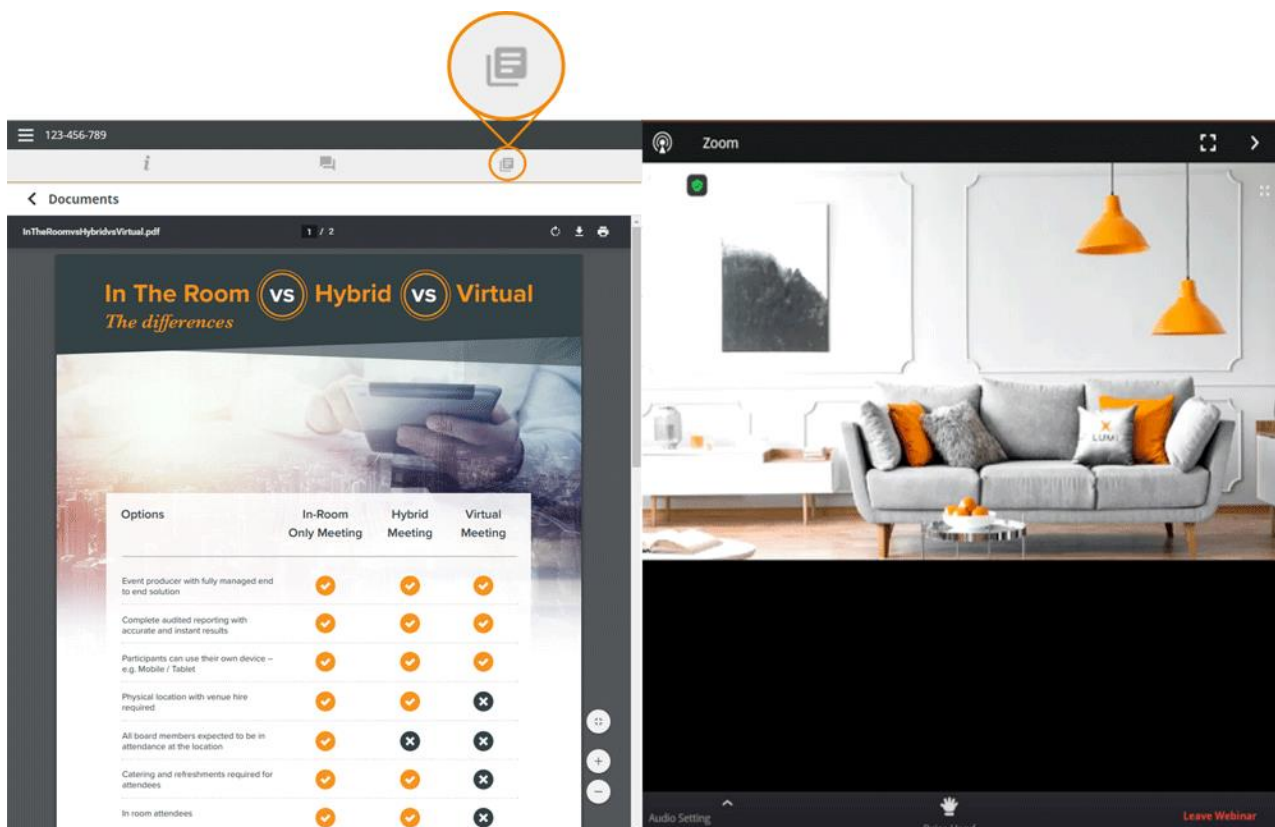 123-456-789
i
Documents
InTheRoomvsHybridvsVirtual.pdf
1 / 2
In The Room vs Hybrid vs Virtual
The differences
Options
In-Room Only Meeting
Hybrid Meeting
Virtual Meeting
Event producer with fully managed end
to end solution
Complete audited reporting with
accurate and instant results
Participants can use their own device –
e.g. Mobile / Tablet
Physical location with venue hire
required
All board members expected to be in
attendance at the location
Catering and refreshments required for
attendees
In room attendees
Zoom
LUMI
Audio Setting
Leave Webinar